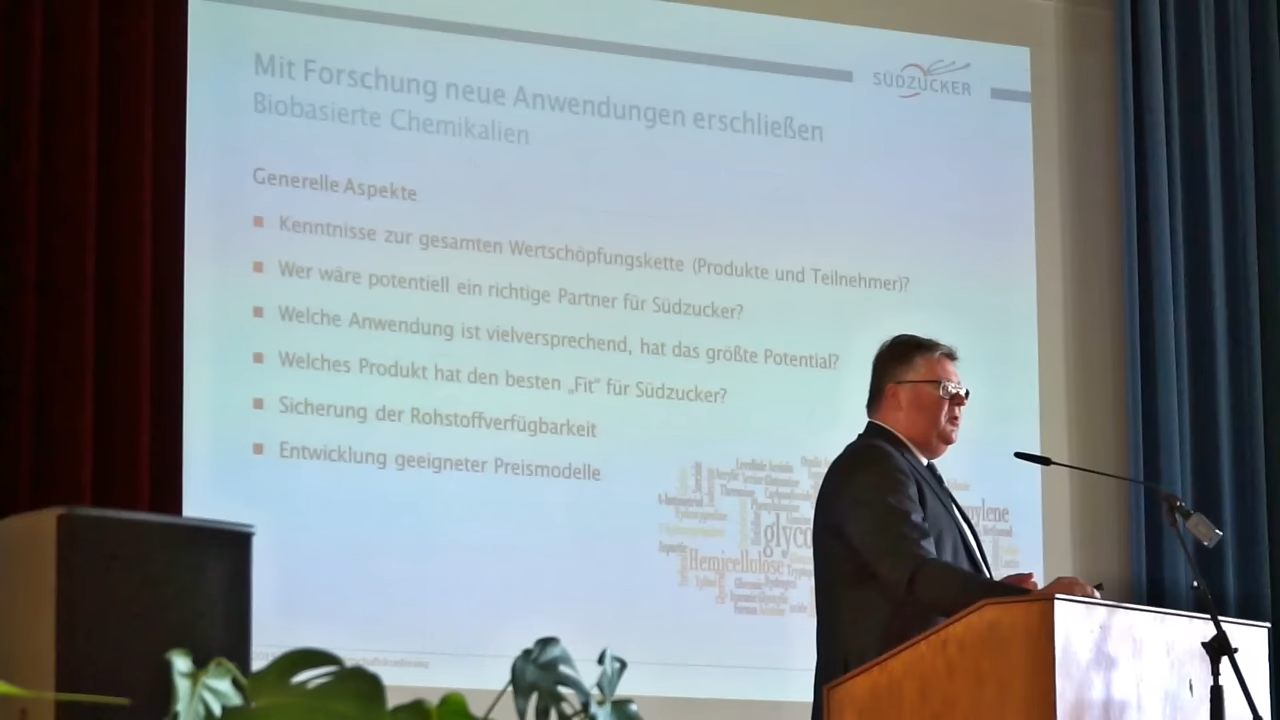 SÜDZUCKER
Mit Forschung neue Anwendungen erschließen
Biobasierte Chemikalien
Generelle Aspekte
Kenntnisse zur gesamten Wertschöpfungskette (Produkte und Teilnehmer)?
Wer wäre potentiell ein richtige Partner für Südzucker?
Welche Anwendung ist vielversprechend, hat das größte Potential?
Welches Produkt hat den besten „Fit“ für Südzucker?
Sicherung der Rohstoffverfügbarkeit
Entwicklung geeigneter Preismodelle
Hemicellulose